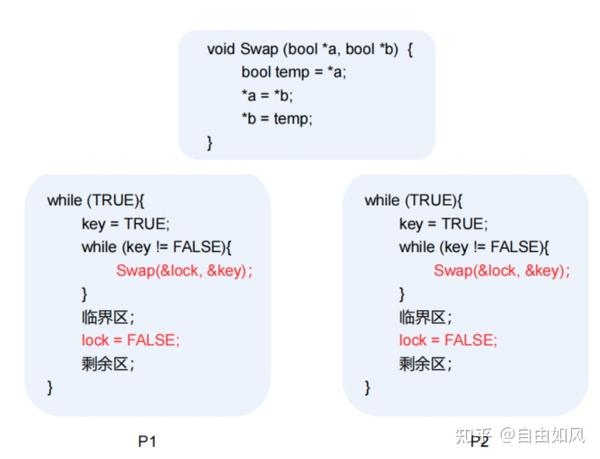 void Swap (bool *a, bool *b)  {
bool temp = *a;
*a = *b;
*b = temp;
}
while (TRUE){
key = TRUE;
while (key != FALSE){
Swap(&lock, &key);
}
临界区;
lock = FALSE;
剩余区;
}
P1
while (TRUE){
key = TRUE;
while (key != FALSE){
Swap(&lock, &key);
}
临界区;
lock = FALSE;
剩余区;
}
P2
知乎 @自由如风